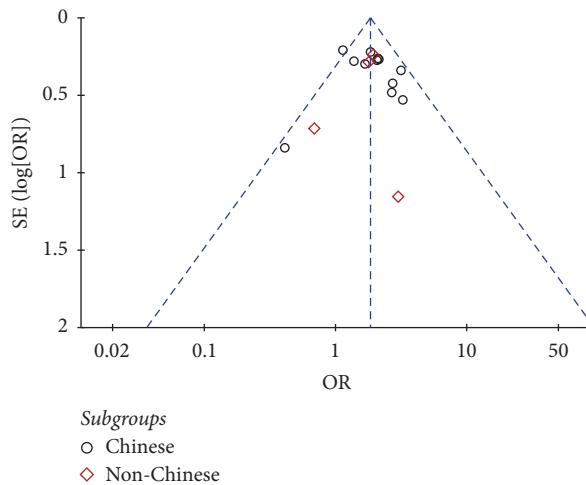 0
0.5
1
1.5
2
SE (log[OR])
0.02 0.1 1 10 50
OR
Subgroups
Chinese
Non-Chinese